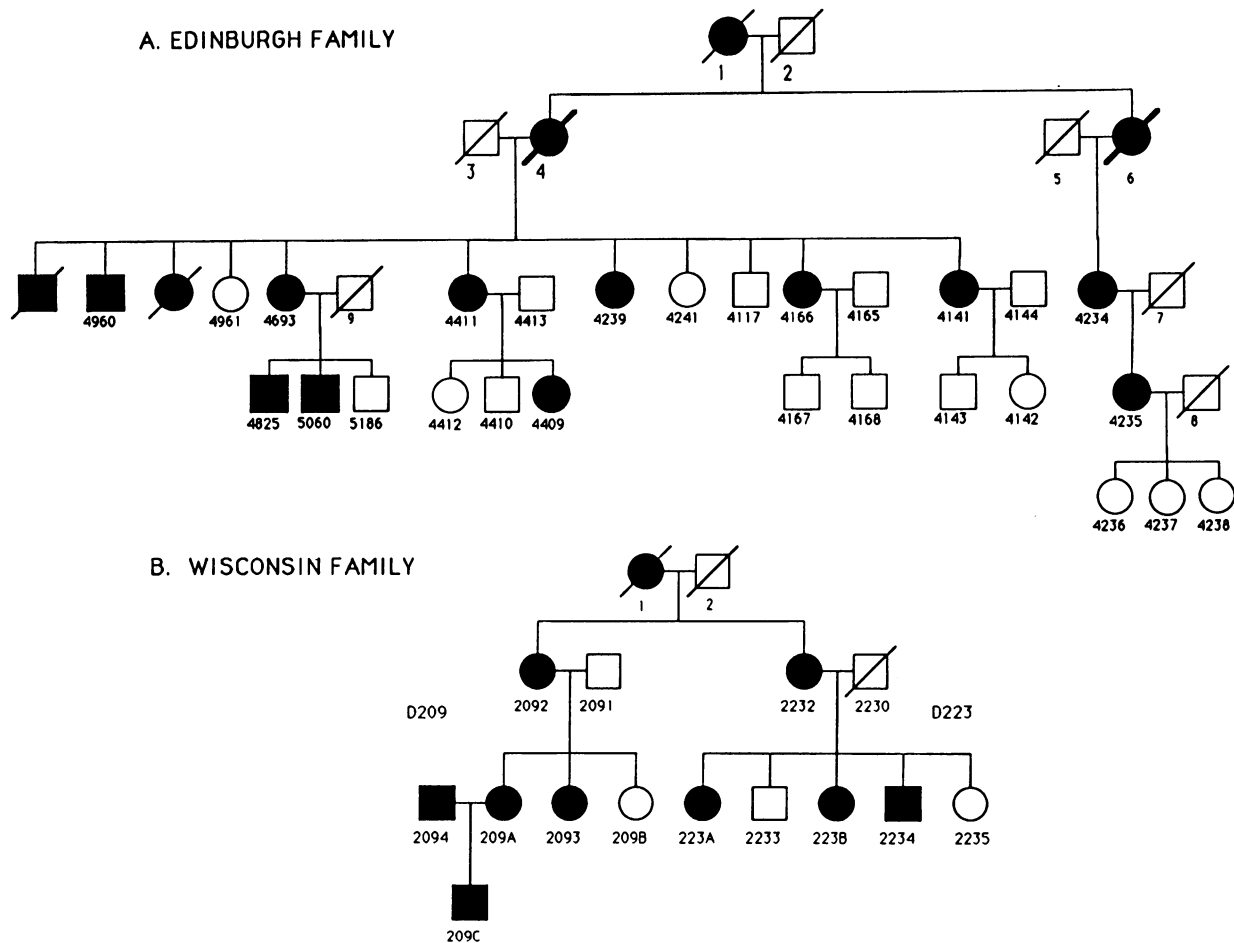 A. EDINBURGH FAMILY
1 2
3 4 5 6
4960 4961 4693 9 4411 4413 4239 4241 4117 4166 4165 4141 4144 4234 7
4825 5060 5186 4412 4410 4409 4167 4168 4143 4142 4235 8
4236 4237 4238
B. WISCONSIN FAMILY
1 2
2092 2091 2232 2230
D209 D223
2094 209A 2093 209B 223A 2233 223B 2234 2235
209C